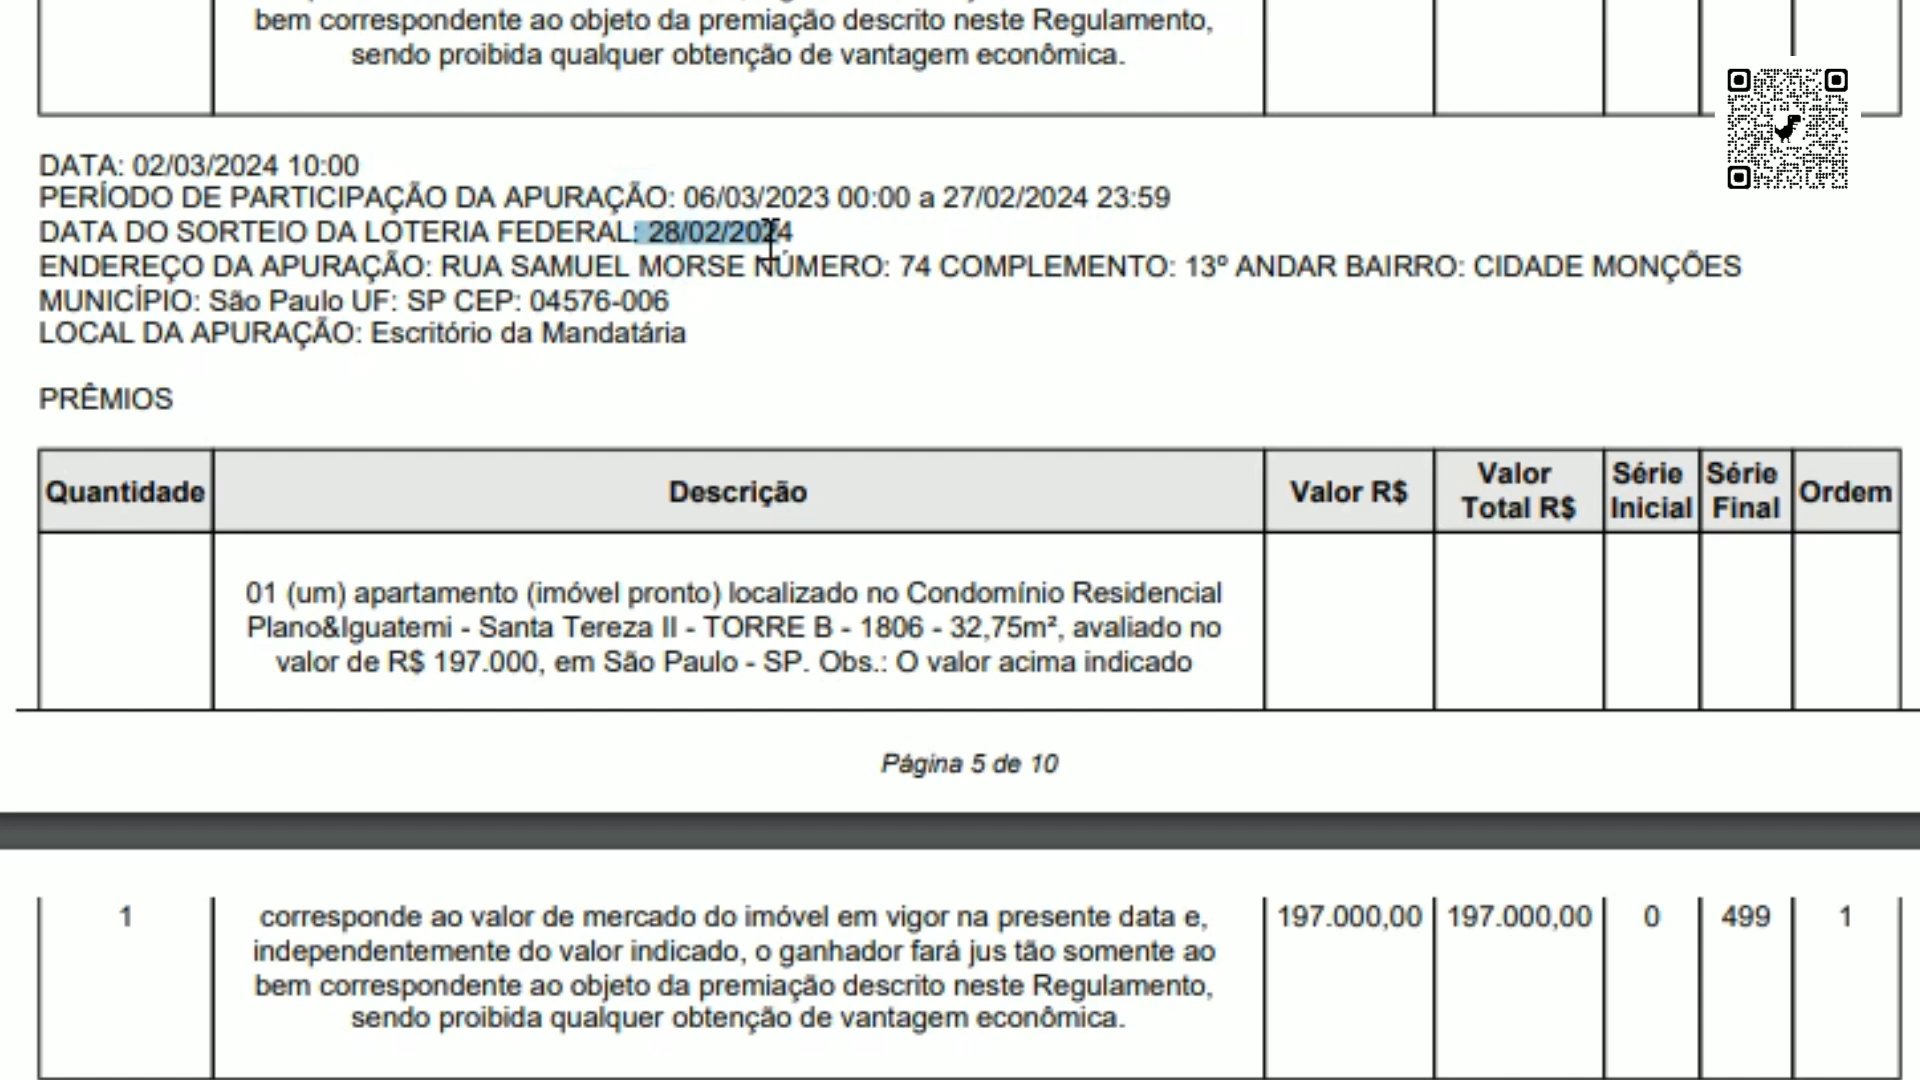 bem correspondente ao objeto da premiação descrito neste Regulamento,
sendo proibida qualquer obtenção de vantagem econômica.
DATA: 02/03/2024 10:00
PERÍODO DE PARTICIPAÇÃO DA APURAÇÃO: 06/03/2023 00:00 a 27/02/2024 23:59
DATA DO SORTEIO DA LOTERIA FEDERAL: 28/02/2024
ENDEREÇO DA APURAÇÃO: RUA SAMUEL MORSE NÚMERO: 74 COMPLEMENTO: 13º ANDAR BAIRRO: CIDADE MONÇÕES
MUNICÍPIO: São Paulo UF: SP CEP: 04576-006
LOCAL DA APURAÇÃO: Escritório da Mandatária
PRÊMIOS
Quantidade Descrição Valor R$ Valor Total R$ Série Inicial Série Final Ordem
01 (um) apartamento (imóvel pronto) localizado no Condomínio Residencial
Plano&Iguatemi - Santa Tereza II - TORRE B - 1806 - 32,75m², avaliado no
valor de R$ 197.000, em São Paulo - SP. Obs.: O valor acima indicado
Página 5 de 10
1 corresponde ao valor de mercado do imóvel em vigor na presente data e, 197.000,00 197.000,00 0 499 1
independentemente do valor indicado, o ganhador fará jus tão somente ao
bem correspondente ao objeto da premiação descrito neste Regulamento,
sendo proibida qualquer obtenção de vantagem econômica.